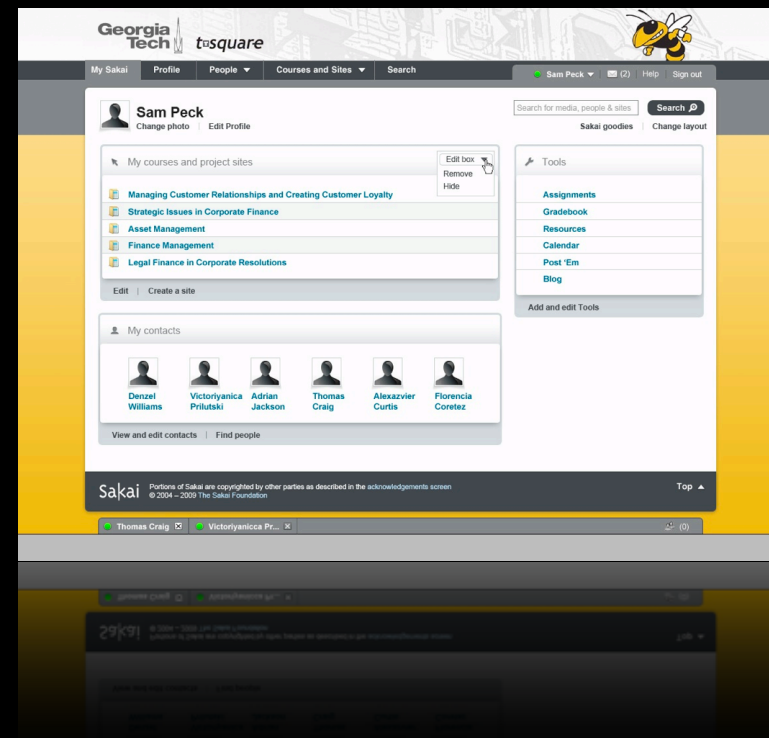 Georgia
Tech
t-square
My Sakai Profile People ▼ Courses and Sites ▼ Search
Sam Peck ▼ (2) Help Sign out
Sam Peck
Change photo | Edit Profile
Search for media, people & sites Search
Sakai goodies | Change layout
My courses and project sites
Edit box
Remove
Hide
Managing Customer Relationships and Creating Customer Loyalty
Strategic Issues in Corporate Finance
Asset Management
Finance Management
Legal Finance in Corporate Resolutions
Edit | Create a site
Tools
Assignments
Gradebook
Resources
Calendar
Post 'Em
Blog
Add and edit Tools
My contacts
Denzel
Williams
Victoriyanica
Prilutski
Adrian
Jackson
Thomas
Craig
Alexazvier
Curtis
Florencia
Coretez
View and edit contacts | Find people
Sakai
Portions of Sakai are copyrighted by other parties as described in the acknowledgements screen
© 2004 – 2009 The Sakai Foundation
Top ▲
Thomas Craig Victoriyanicca Pr... (0)